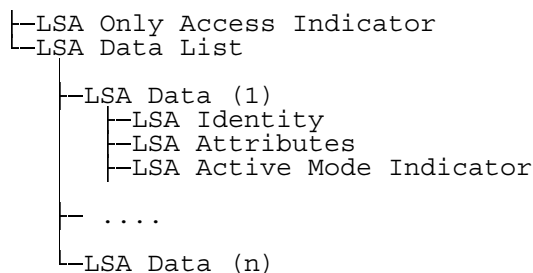 LSA Only Access Indicator
LSA Data List
LSA Data (1)
LSA Identity
LSA Attributes
LSA Active Mode Indicator
....
LSA Data (n)